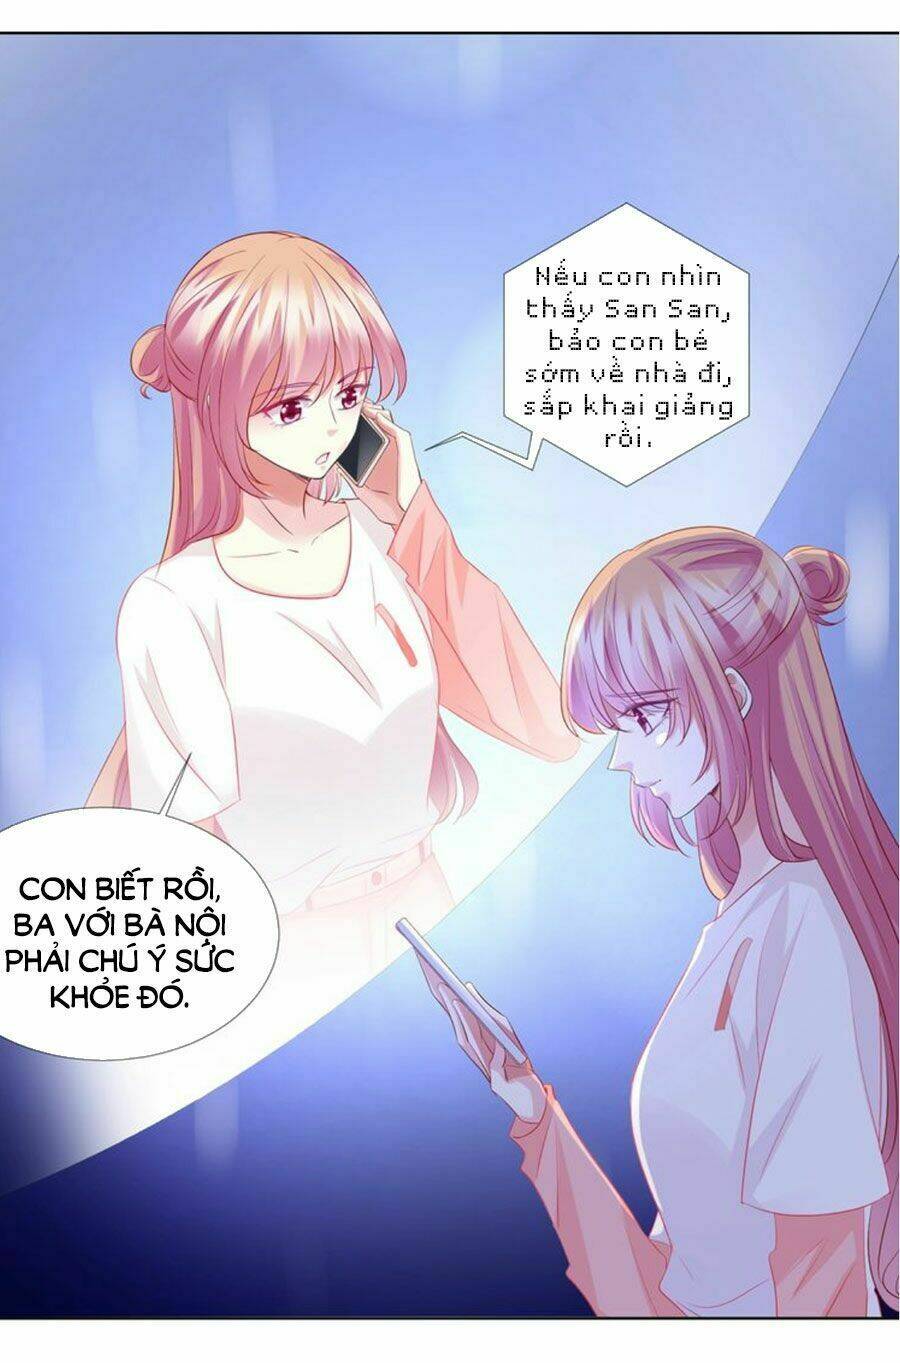 Nếu con nhìn
thấy San San,
bảo con bé
sớm về nhà đi,
sắp khai giảng
rồi.
CON BIẾT RỒI,
BA VỚI BÀ NỘI
PHẢI CHÚ Ý SỨC
KHỎE ĐÓ.